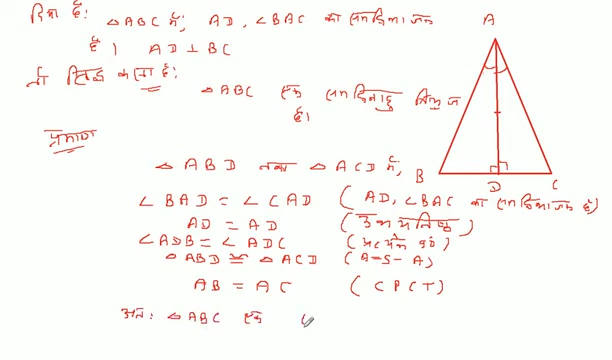 दिया है: △ABC में, AD, ∠BAC का समद्विभाजक
है। AD ⊥ BC
तो सिद्ध करना है:
△ABC एक समद्विबाहु त्रिभुज
है।
प्रमाण
△ABD तथा △ACD में,
∠BAD = ∠CAD (AD, ∠BAC का समद्विभाजक है)
AD = AD (उभयनिष्ठ)
∠ADB = ∠ADC (प्रत्येक 90)
△ABD ≅ △ACD (A-S-A)
AB = AC (CPCT)
अतः △ABC एक
A
B
D
C